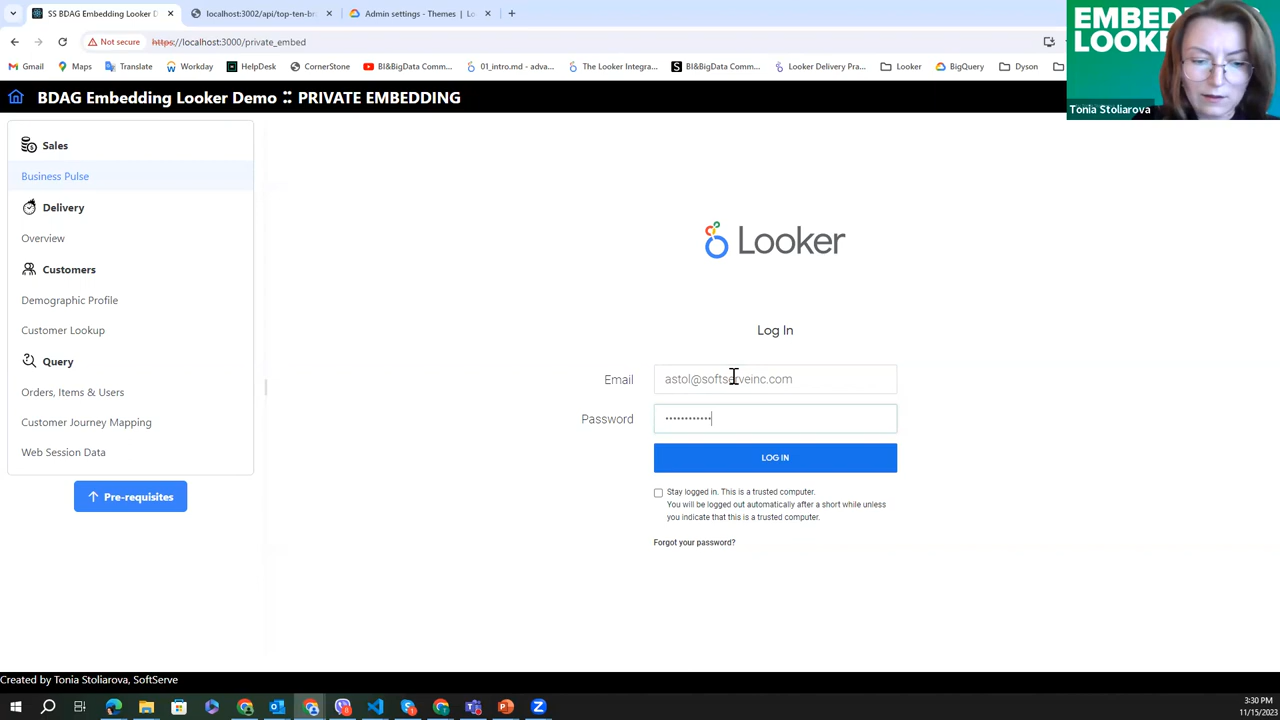 SS BDAG Embedding Looker D
localhost:3002/api/top-ten-br
Admin settings - Themes
Not secure
https://localhost:3000/private_embed
Gmail
Maps
Translate
Workday
HelpDesk
CornerStone
BI&BigData Comm...
01_intro.md - adva...
The Looker Integra...
BI&BigData Comm...
Looker Delivery Pra...
Looker
BigQuery
Dyson
BDAG Embedding Looker Demo :: PRIVATE EMBEDDING
EMBED
LOOKE
Tonia Stoliarova
Sales
Business Pulse
Delivery
Overview
Customers
Demographic Profile
Customer Lookup
Query
Orders, Items & Users
Customer Journey Mapping
Web Session Data
Pre-requisites
Looker
Log In
Email
astol@softserveinc.com
Password
LOG IN
Stay logged in. This is a trusted computer.
You will be logged out automatically after a short while unless
you indicate that this is a trusted computer.
Forgot your password?
Created by Tonia Stoliarova, SoftServe
3:30 PM
11/15/2023